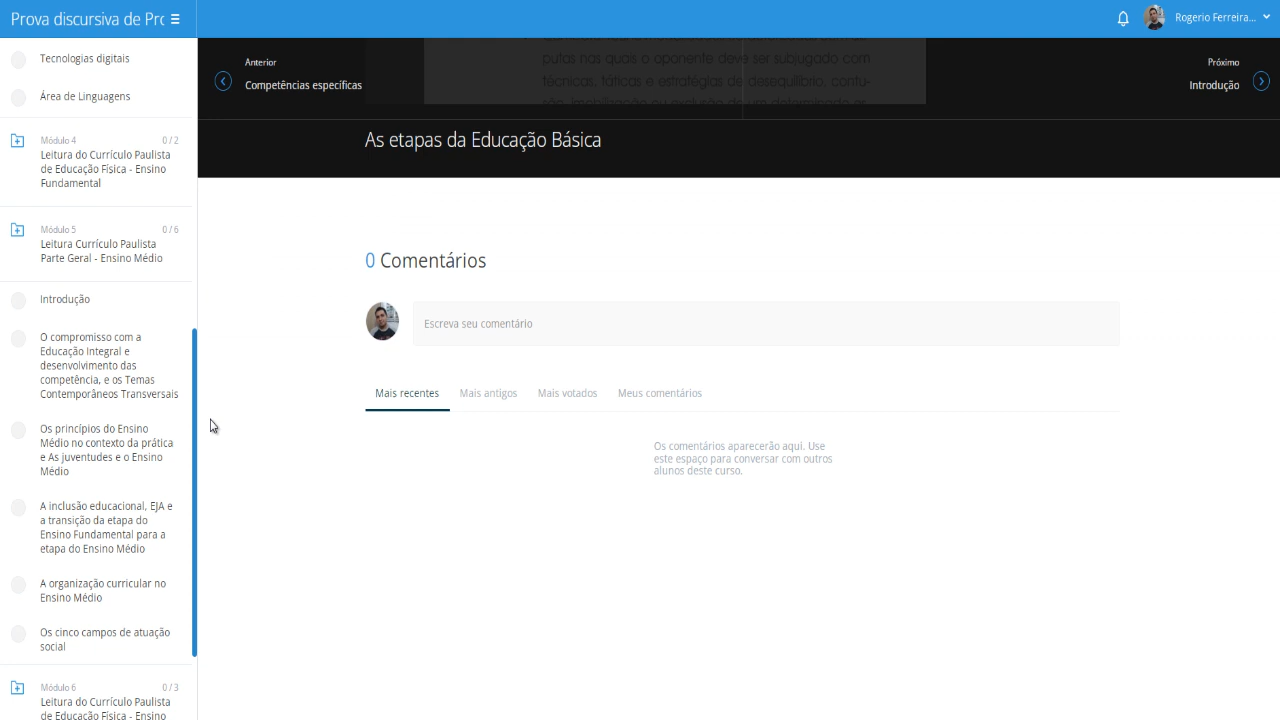 Prova discursiva de Pro
Rogerio Ferreira...
Tecnologias digitais
Área de Linguagens
Módulo 4
0 / 2
Leitura do Currículo Paulista
de Educação Física - Ensino
Fundamental
Módulo 5
0 / 6
Leitura Currículo Paulista
Parte Geral - Ensino Médio
Introdução
O compromisso com a
Educação Integral e
desenvolvimento das
competência, e os Temas
Contemporâneos Transversais
Os princípios do Ensino
Médio no contexto da prática
e As juventudes e o Ensino
Médio
A inclusão educacional, EJA e
a transição da etapa do
Ensino Fundamental para a
etapa do Ensino Médio
A organização curricular no
Ensino Médio
Os cinco campos de atuação
social
Módulo 6
0 / 3
Leitura do Currículo Paulista
de Educação Física - Ensino
Anterior
Competências específicas
putas nas quais o oponente deve ser subjugado com
técnicas, táticas e estratégias de desequilíbrio, contu-
Próximo
Introdução
As etapas da Educação Básica
0 Comentários
Escreva seu comentário
Mais recentes
Mais antigos
Mais votados
Meus comentários
Os comentários aparecerão aqui. Use
este espaço para conversar com outros
alunos deste curso.